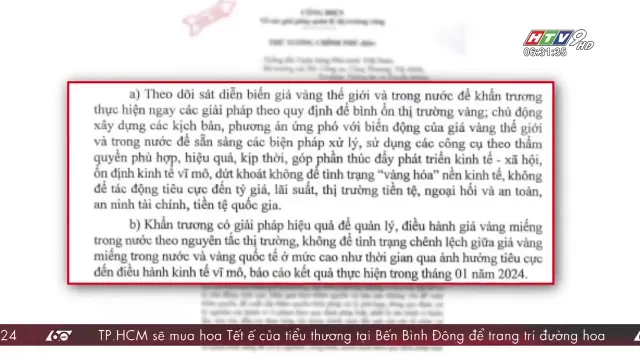 CÔNG ĐIỆN
Về các giải pháp quản lý thị trường vàng
THỦ TƯỚNG CHÍNH PHỦ điện:
HTV9 HD
06:31:35
a) Theo dõi sát diễn biến giá vàng thế giới và trong nước để khẩn trương
thực hiện ngay các giải pháp theo quy định để bình ổn thị trường vàng; chủ động
xây dựng các kịch bản, phương án ứng phó với biến động của giá vàng thế giới
và trong nước để sẵn sàng các biện pháp xử lý, sử dụng các công cụ theo thẩm
quyền phù hợp, hiệu quả, kịp thời, góp phần thúc đẩy phát triển kinh tế - xã hội,
ổn định kinh tế vĩ mô, dứt khoát không để tình trạng “vàng hóa” nền kinh tế, không
để tác động tiêu cực đến tỷ giá, lãi suất, thị trường tiền tệ, ngoại hối và an toàn,
an ninh tài chính, tiền tệ quốc gia.
b) Khẩn trương có giải pháp hiệu quả để quản lý, điều hành giá vàng miếng
trong nước theo nguyên tắc thị trường, không để tình trạng chênh lệch giữa giá vàng
miếng trong nước và vàng quốc tế ở mức cao như thời gian qua ảnh hưởng tiêu cực
đến điều hành kinh tế vĩ mô, báo cáo kết quả thực hiện trong tháng 01 năm 2024.
24 TP.HCM sẽ mua hoa Tết ế của tiểu thương tại Bến Bình Đông để trang trí đường hoa